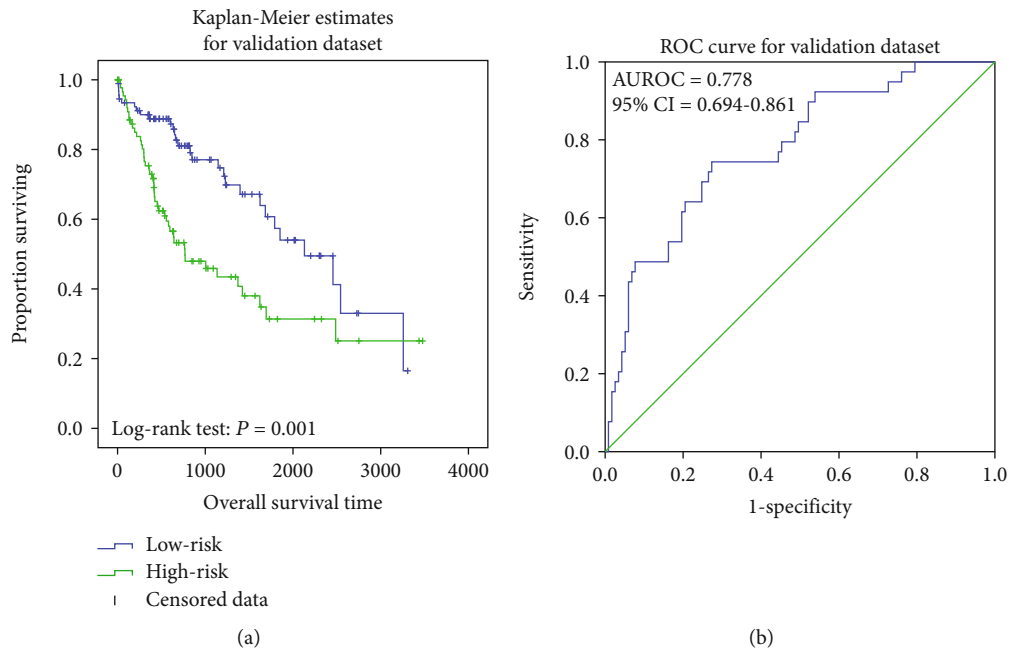 Kaplan-Meier estimates
for validation dataset
1.0
0.8
0.6
0.4
0.2
0.0
Proportion surviving
Log-rank test: P = 0.001
0
1000
2000
3000
4000
Overall survival time
Low-risk
High-risk
Censored data
(a)
ROC curve for validation dataset
AUROC = 0.778
95% CI = 0.694-0.861
1.0
0.8
0.6
0.4
0.2
0.0
Sensitivity
0.0
0.2
0.4
0.6
0.8
1.0
1-specificity
(b)